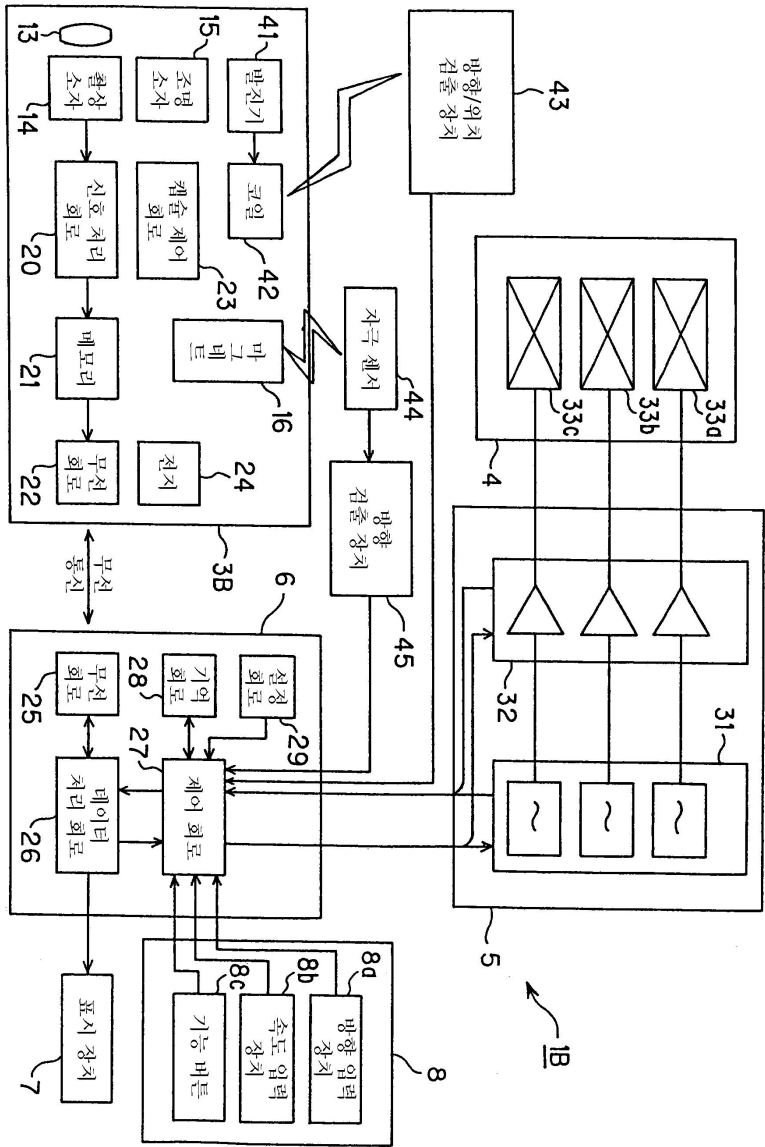 1B
5
31
32
33a
33b
33c
4
43
방향/위치
검출 장치
8
8a
방향 입력
장치
8b
속도 입력
장치
8c
기능 버튼
44
자극 센서
45
방향
검출 장치
6
41
발진기
42
코일
16
마그
네트
24
전지
3B
29
설정
회로
28
기억
회로
27
제어 회로
15
조명
소자
23
캡슐 제어
회로
13
14
촬상
소자
20
신호 처리
회로
21
메모리
22
무선
회로
무선
통신
25
무선
회로
26
데이터
처리 회로
7
표시 장치